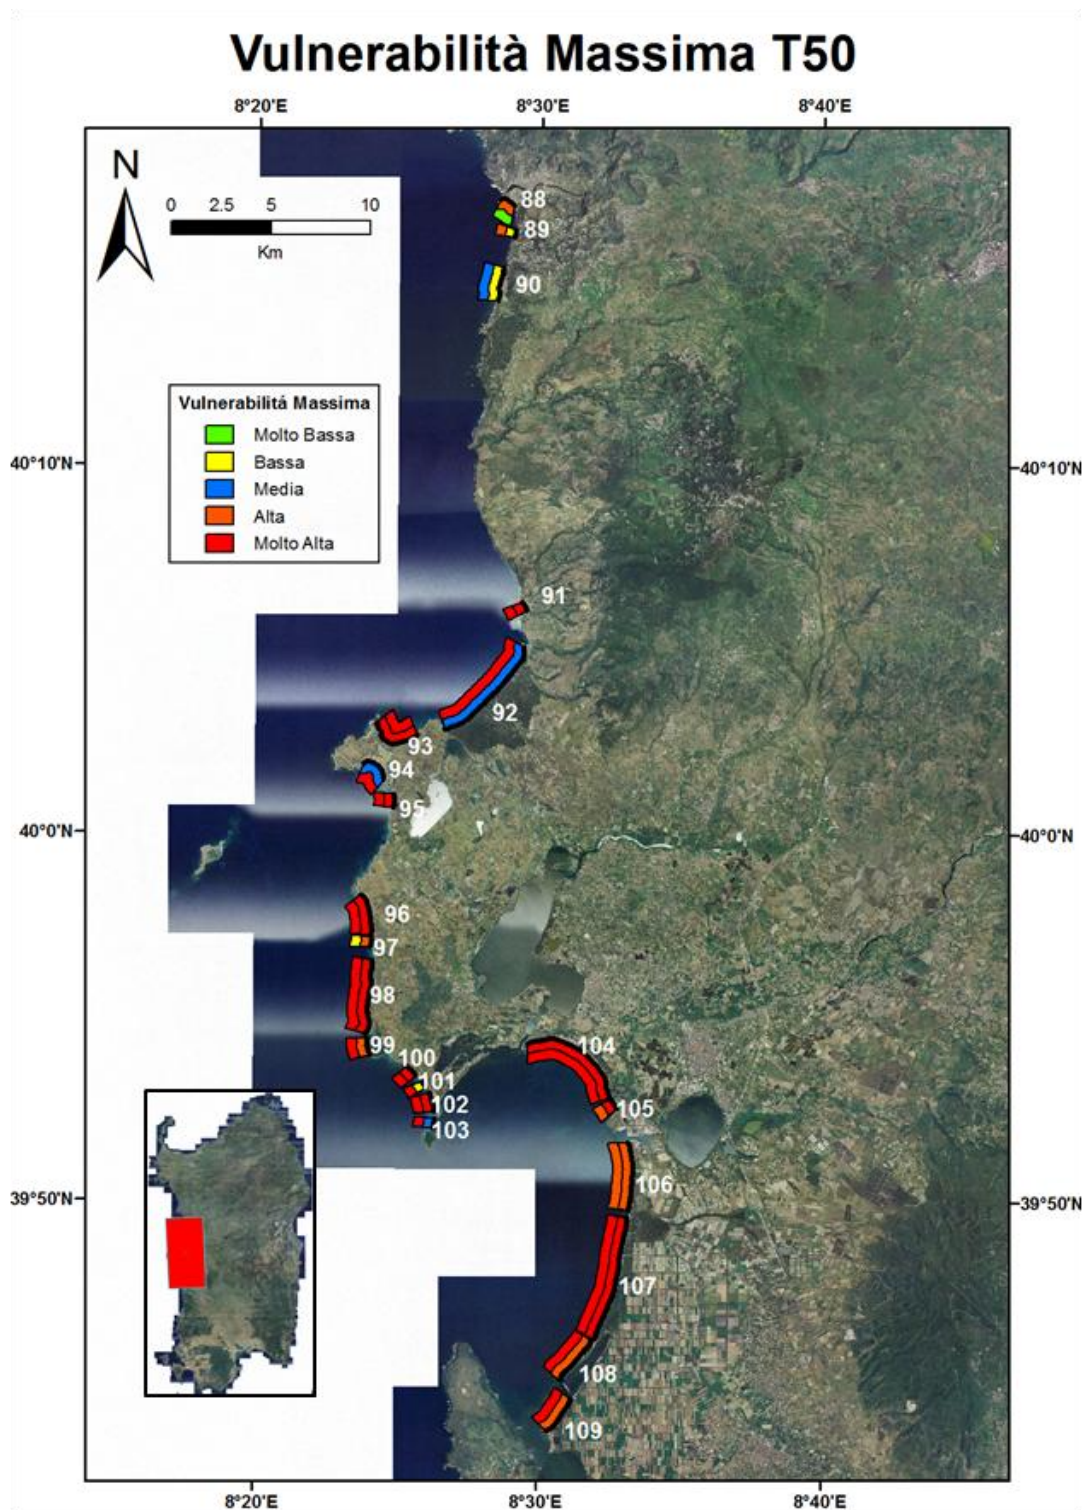 Vulnerabilità Massima T50
8°20'E
8°30'E
8°40'E
N
0
2.5
5
10
Km
88
89
90
Vulnerabilitá Massima
Molto Bassa
Bassa
Media
Alta
Molto Alta
40°10'N
40°10'N
91
92
93
94
95
40°0'N
40°0'N
96
97
98
99
100
101
102
103
104
105
106
39°50'N
39°50'N
107
108
109
8°20'E
8°30'E
8°40'E